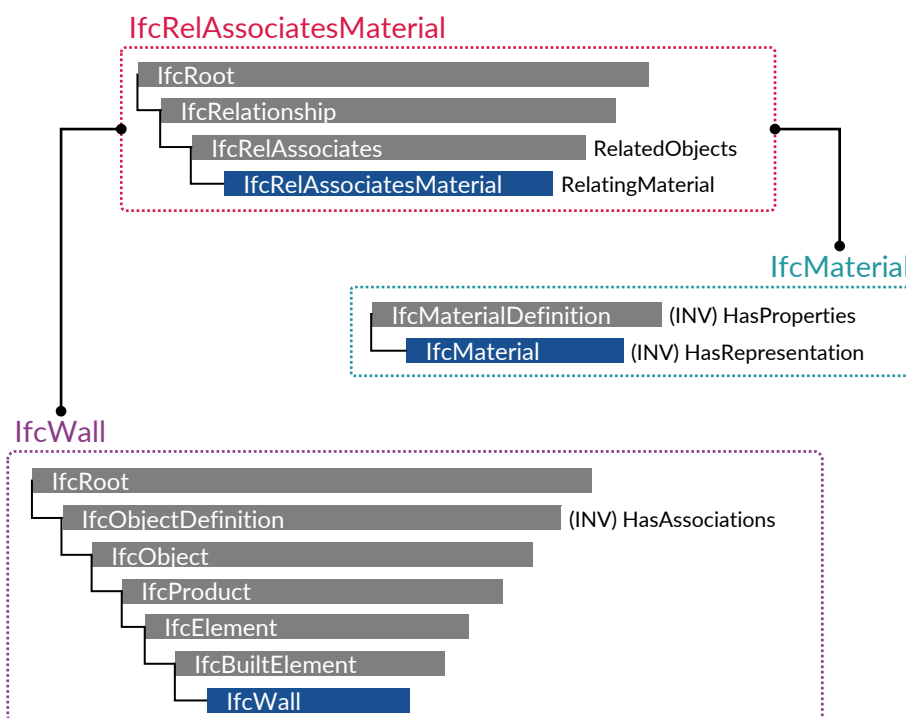 IfcRelAssociatesMaterial
IfcRoot
IfcRelationship
IfcRelAssociates RelatedObjects
IfcRelAssociatesMaterial RelatingMaterial
IfcMaterial
IfcMaterialDefinition (INV) HasProperties
IfcMaterial (INV) HasRepresentation
IfcWall
IfcRoot
IfcObjectDefinition (INV) HasAssociations
IfcObject
IfcProduct
IfcElement
IfcBuiltElement
IfcWall